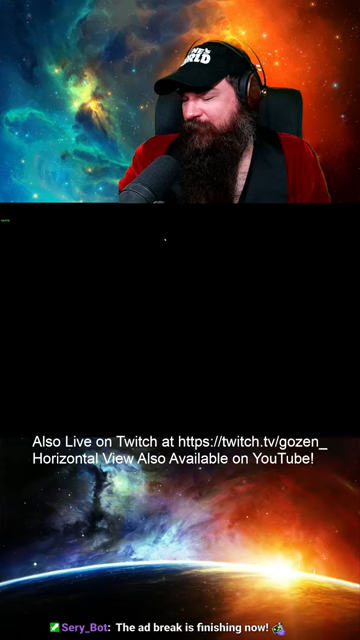 WORLD
Also Live on Twitch at https://twitch.tv/gozen_
Horizontal View Also Available on YouTube!
Sery_Bot: The ad break is finishing now!